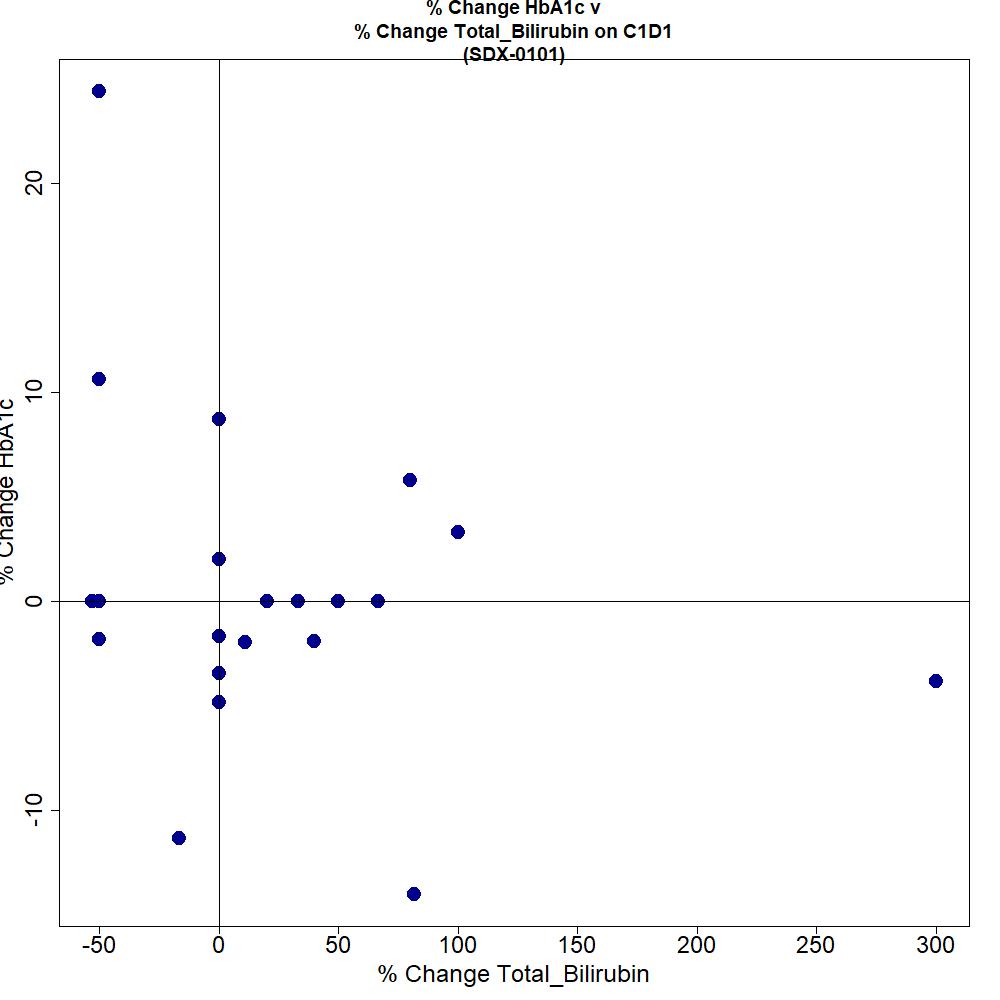 % Change HbA1c v
% Change Total_Bilirubin on C1D1
(SDX-0101)
% Change HbA1c
20
10
0
-10
-50 0 50 100 150 200 250 300
% Change Total_Bilirubin